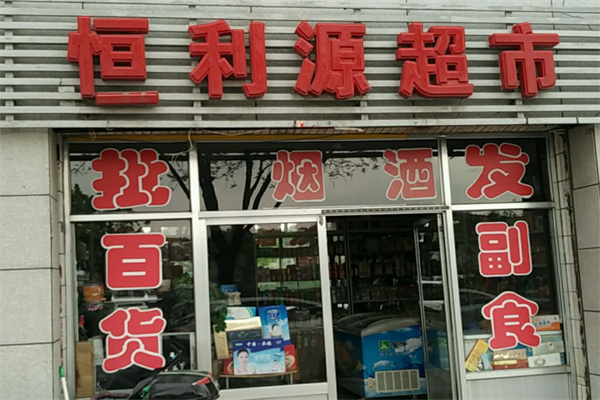 恒利源超市
批 烟 酒 发
百 副
货 食